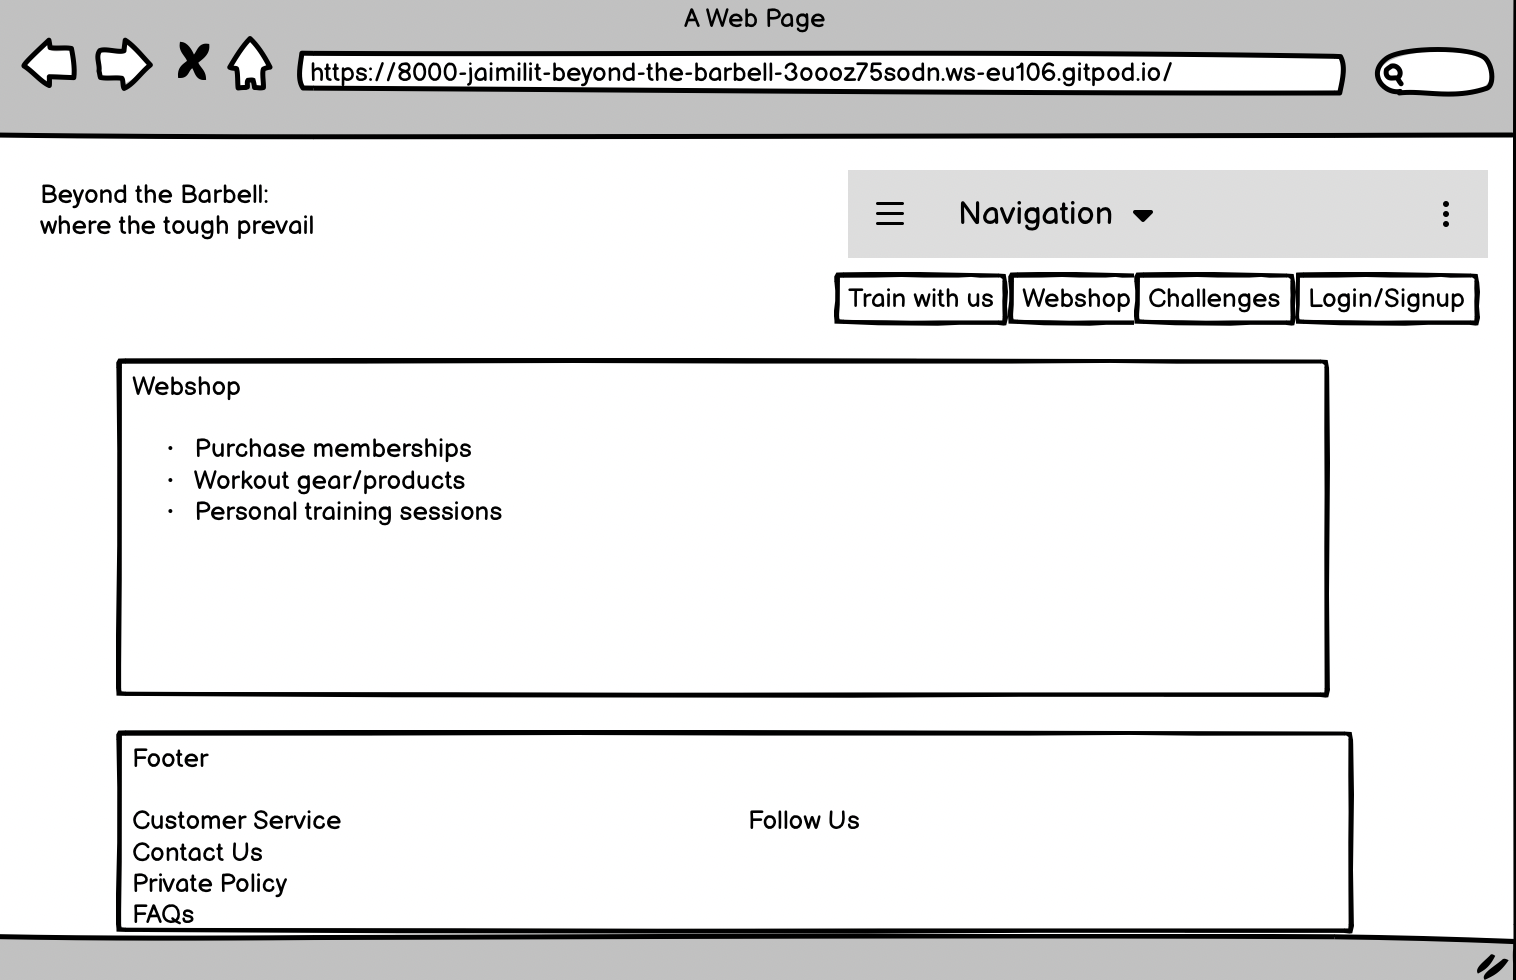 A Web Page
https://8000-jaimilit-beyond-the-barbell-3oooz75sodn.ws-eu106.gitpod.io/
Beyond the Barbell:
where the tough prevail
Navigation
Train with us
Webshop
Challenges
Login/Signup
Webshop
· Purchase memberships
· Workout gear/products
· Personal training sessions
Footer
Customer Service
Follow Us
Contact Us
Private Policy
FAQs